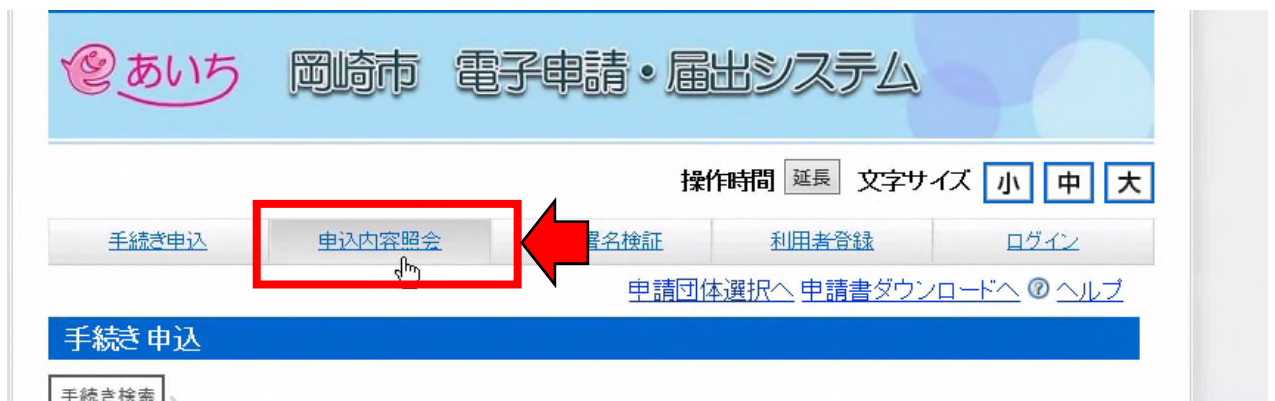 あいち 岡崎市 電子申請・届出システム
操作時間 延長 文字サイズ 小 中 大
手続き申込 申込内容照会 署名検証 利用者登録 ログイン
申請団体選択へ 申請書ダウンロードへ ? ヘルプ
手続き申込
手続き検索